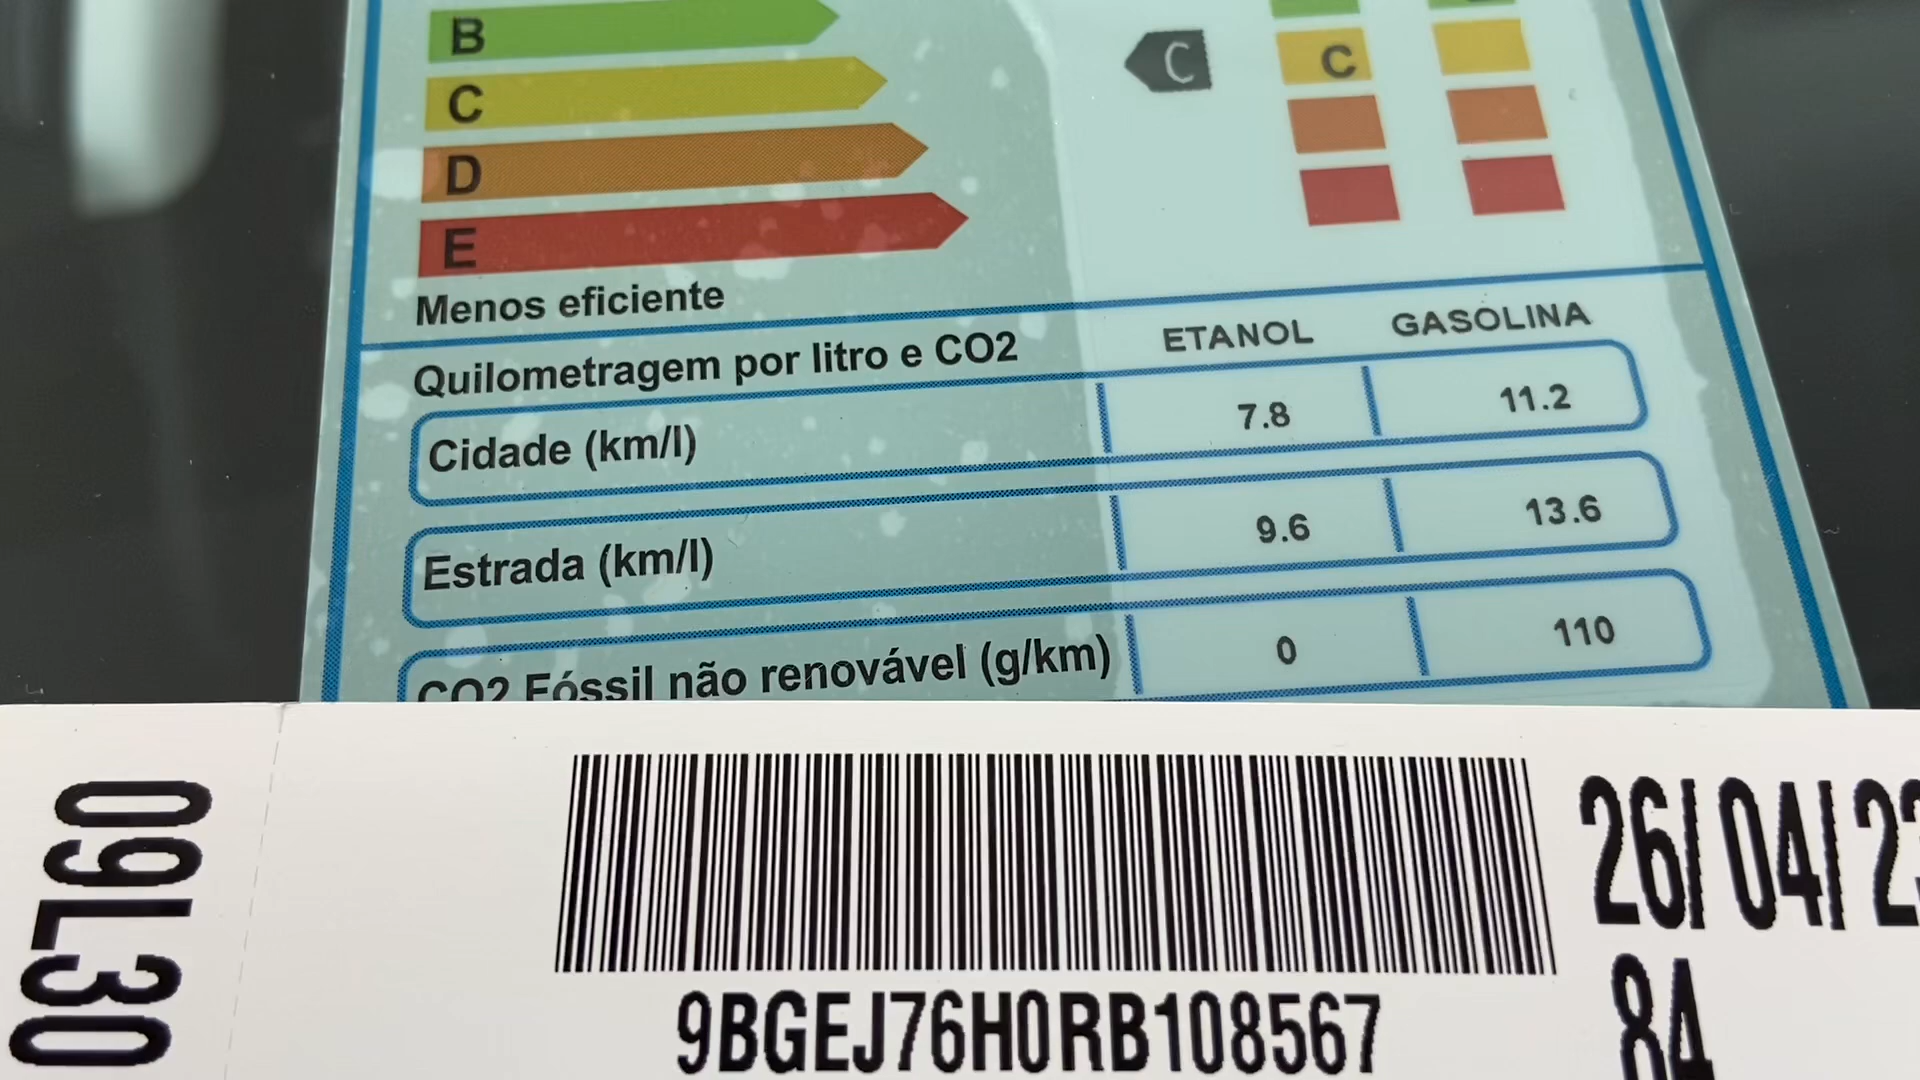 B
C
C
C
D
E
Menos eficiente
Quilometragem por litro e CO2
ETANOL
GASOLINA
Cidade (km/l)
7.8
11.2
Estrada (km/l)
9.6
13.6
CO2 Fóssil não renovável (g/km)
0
110
09L30
26/04/23
84
9BGEJ76H0RB108567